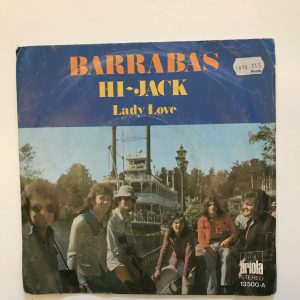 BARRABAS
HI-JACK
Lady Love
ariola
STEREO
13500-A